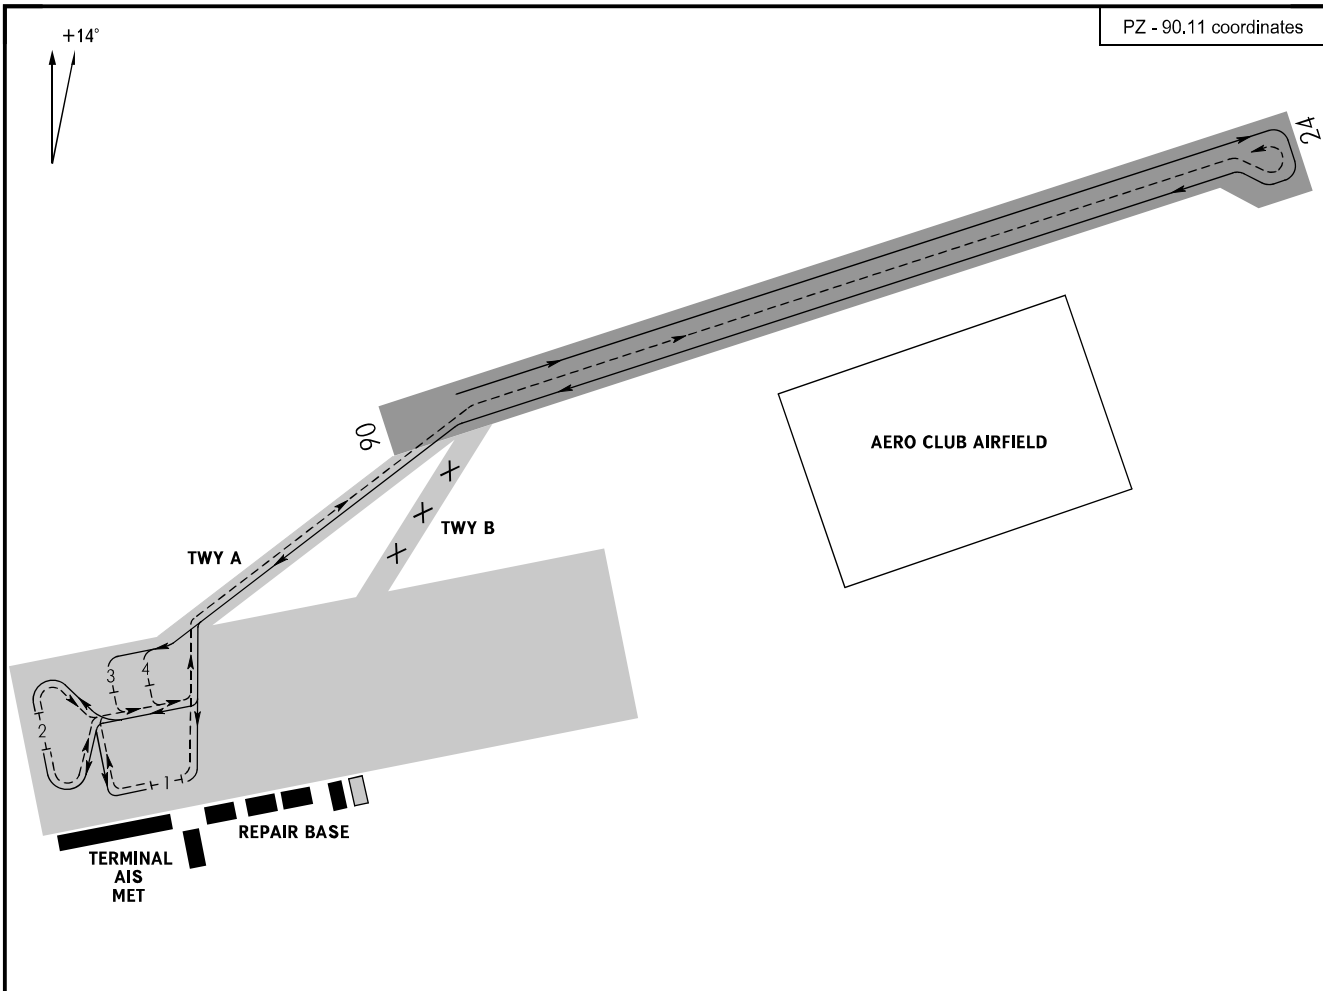 +14°
PZ - 90.11 coordinates
24
06
AERO CLUB AIRFIELD
TWY B
TWY A
3
4
2
1
REPAIR BASE
TERMINAL
AIS
MET